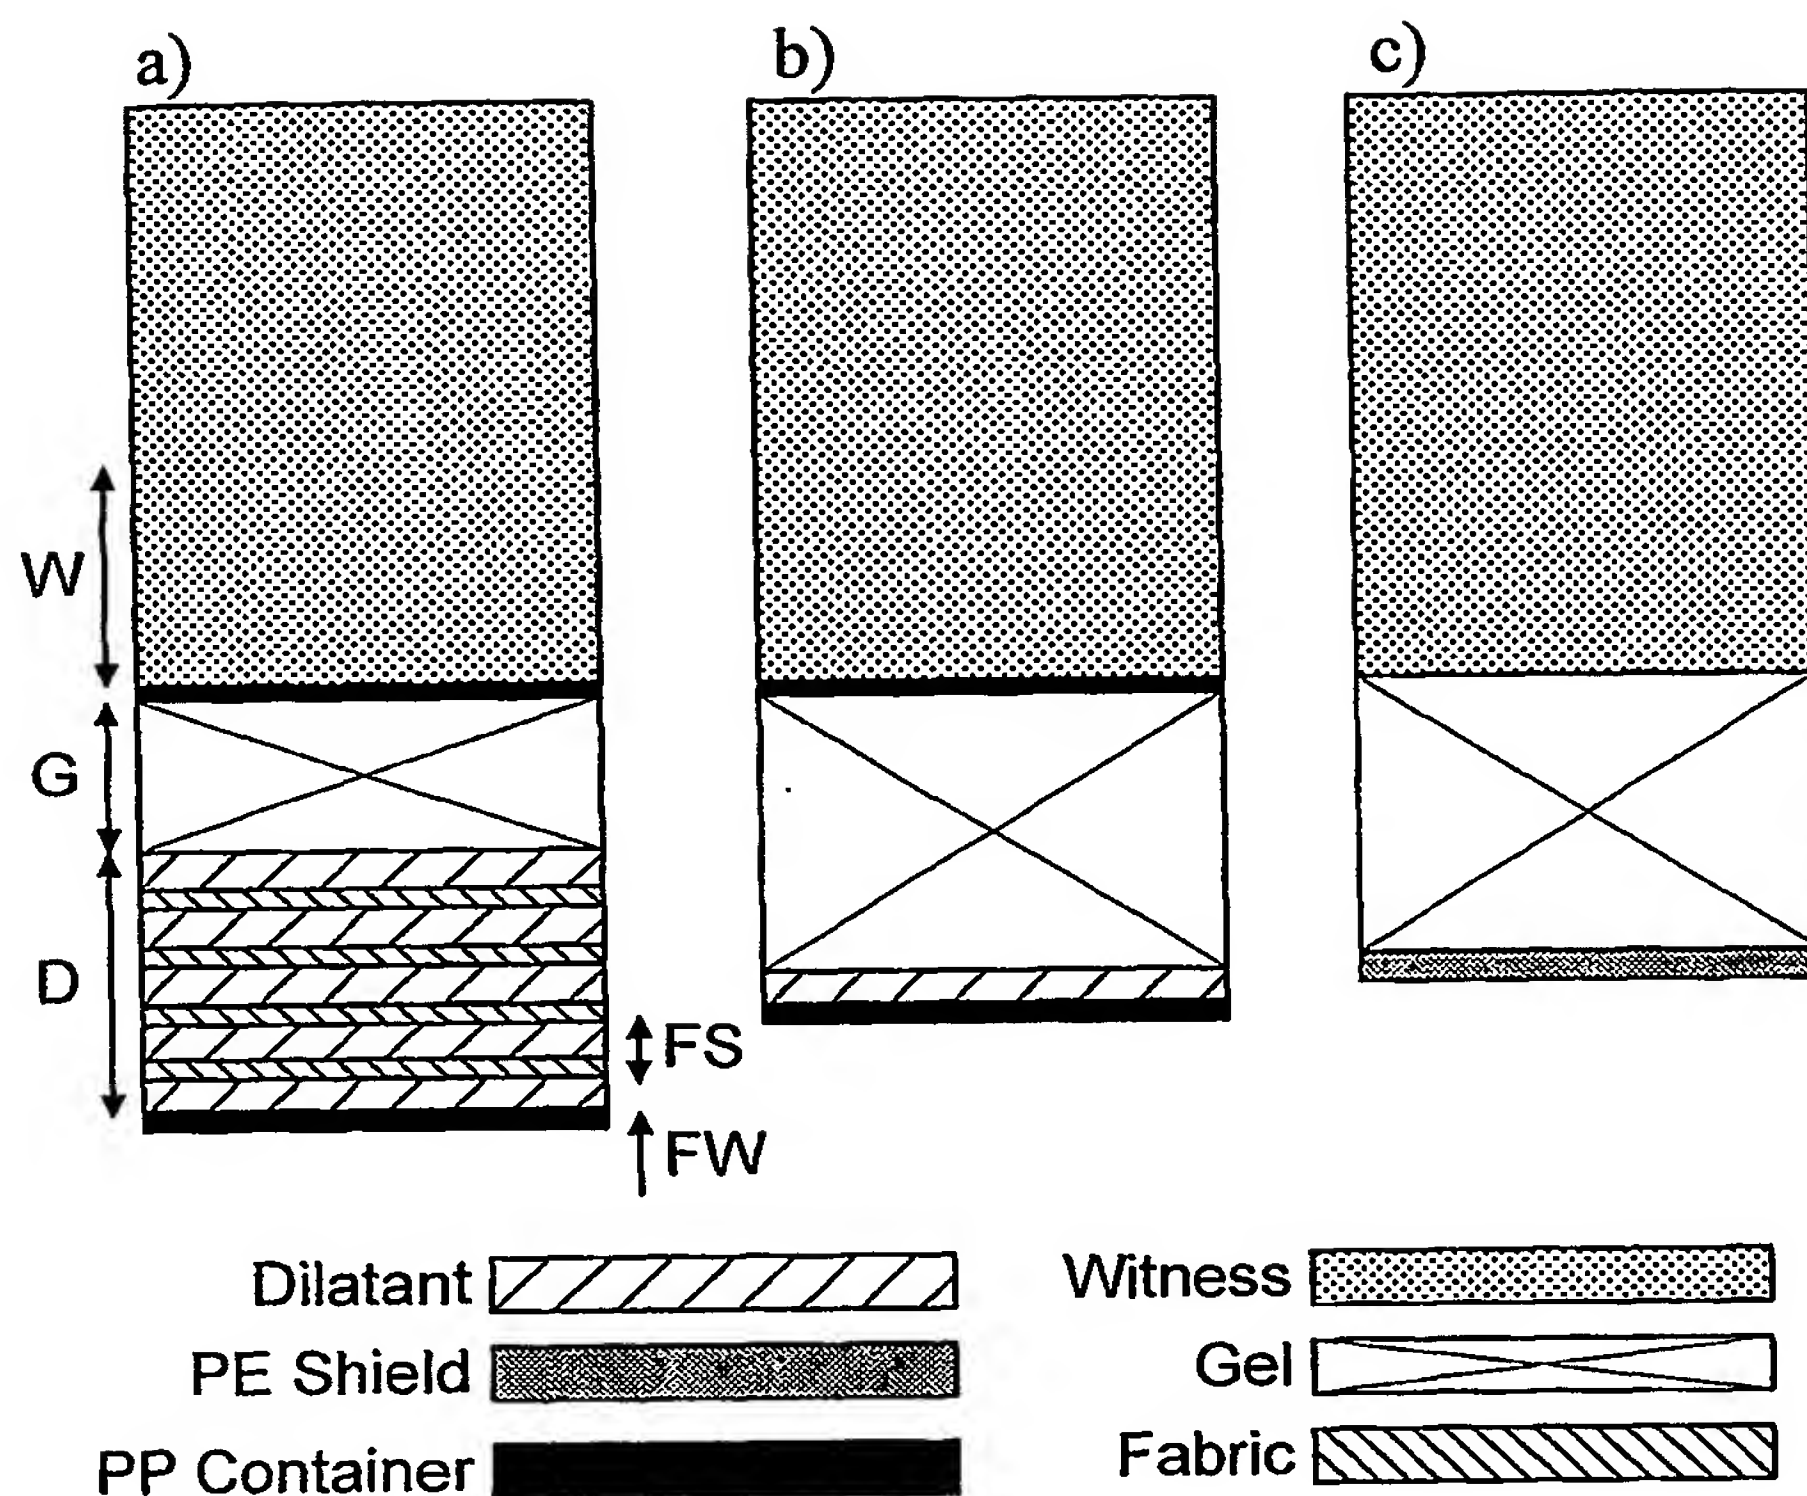 a)
b)
c)
W
G
D
FS
FW
Dilatant
Witness
PE Shield
Gel
PP Container
Fabric